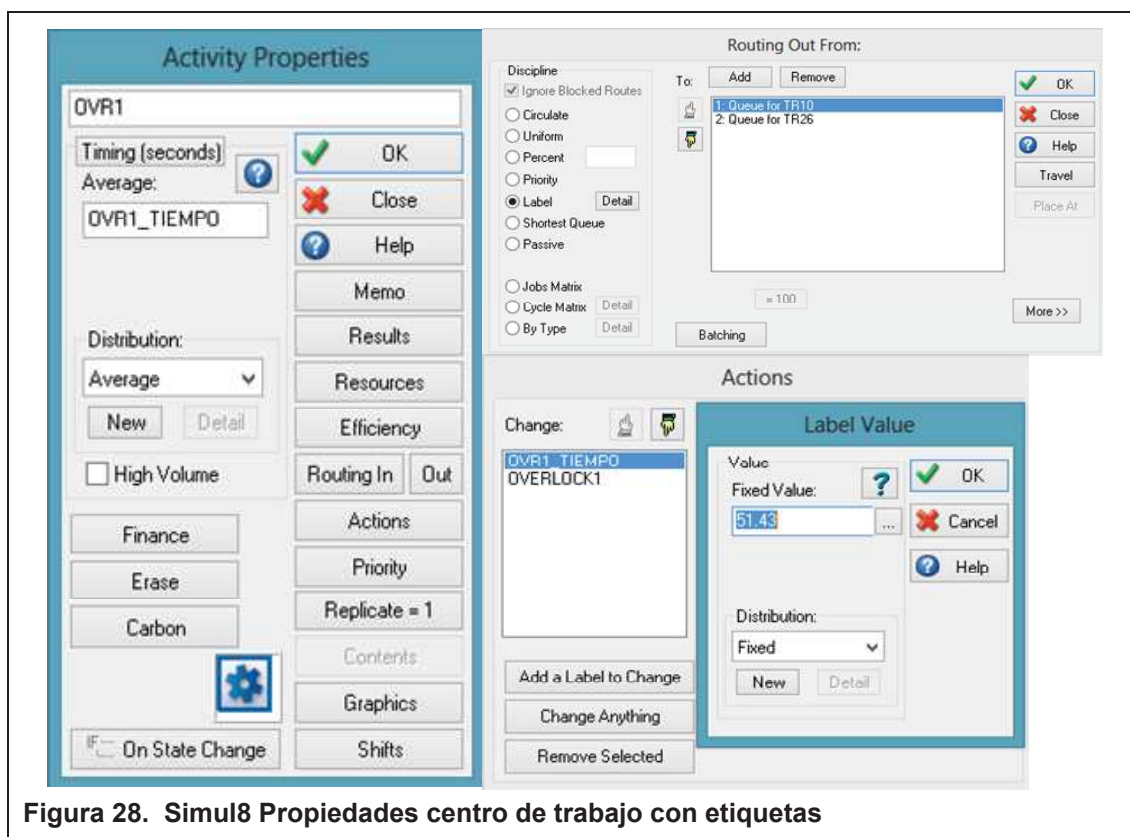 Activity Properties
OVR1
Timing (seconds)
Average:
OVR1_TIEMPO
Distribution:
Average
New
Detail
High Volume
Finance
Erase
Carbon
IF
On State Change
OK
Close
Help
Memo
Results
Resources
Efficiency
Routing In
Out
Actions
Priority
Replicate = 1
Contents
Graphics
Shifts
Routing Out From:
Discipline
Ignore Blocked Routes
Circulate
Uniform
Percent
Priority
Label
Detail
Shortest Queue
Passive
Jobs Matrix
Cycle Matrix
Detail
By Type
Detail
To:
Add
Remove
1: Queue for TR10
2: Queue for TR26
= 100
Batching
OK
Close
Help
Travel
Place At
More >>
Actions
Change:
OVR1_TIEMPO
OVERLOCK1
Add a Label to Change
Change Anything
Remove Selected
Label Value
Value
Fixed Value:
51.43
...
Distribution:
Fixed
New
Detail
OK
Cancel
Help
Figura 28. Simul8 Propiedades centro de trabajo con etiquetas